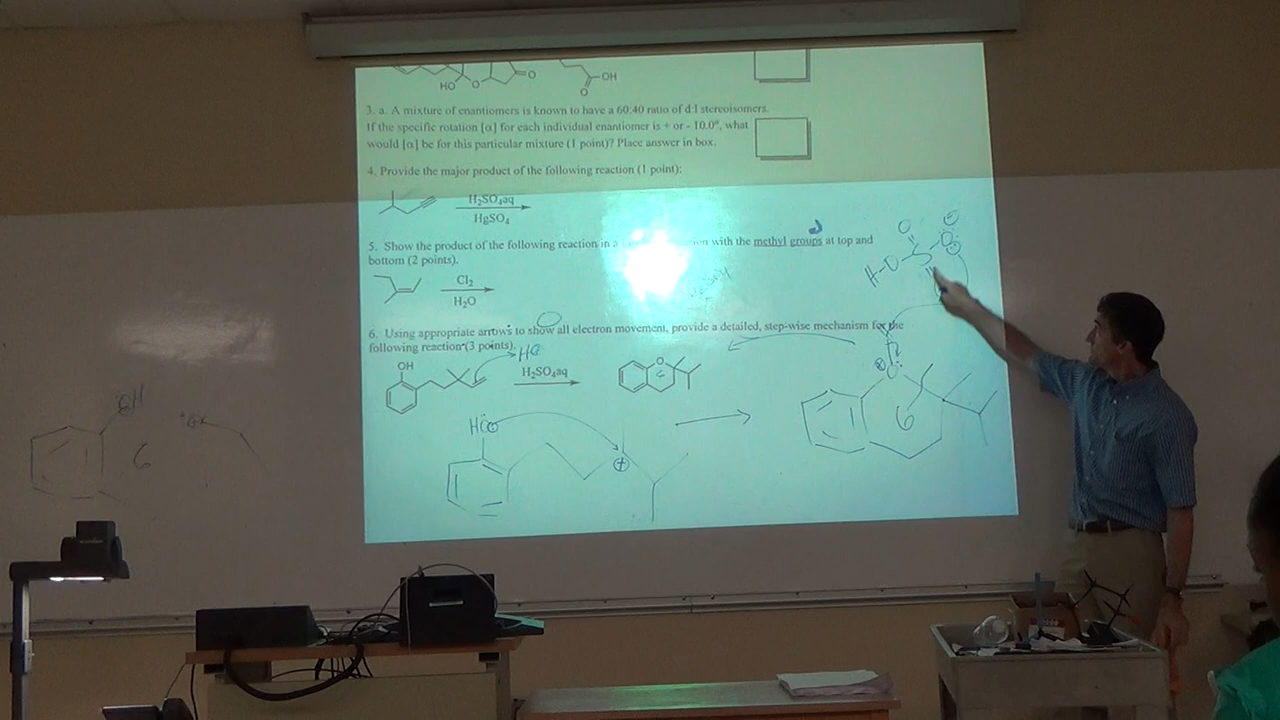 HO O O O OH
3. a. A mixture of enantiomers is known to have a 60:40 ratio of d:l stereoisomers.
If the specific rotation [α] for each individual enantiomer is + or - 10.0°, what
would [α] be for this particular mixture (1 point)? Place answer in box.
4. Provide the major product of the following reaction (1 point):
H₂SO₄aq
HgSO₄
5. Show the product of the following reaction in a with the methyl groups at top and
bottom (2 points).
Cl₂
H₂O
H-O S O O
6. Using appropriate arrows to show all electron movement, provide a detailed, step-wise mechanism for the
following reaction (3 points).
OH
H₂SO₄aq
O
HO
+
O
6
OH
6